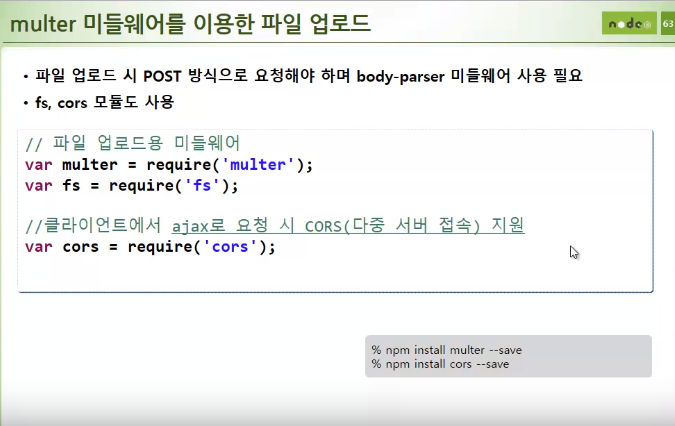 multer 미들웨어를 이용한 파일 업로드
node
63
• 파일 업로드 시 POST 방식으로 요청해야 하며 body-parser 미들웨어 사용 필요
• fs, cors 모듈도 사용
// 파일 업로드용 미들웨어
var multer = require('multer');
var fs = require('fs');
//클라이언트에서 ajax로 요청 시 CORS(다중 서버 접속) 지원
var cors = require('cors');
% npm install multer --save
% npm install cors --save